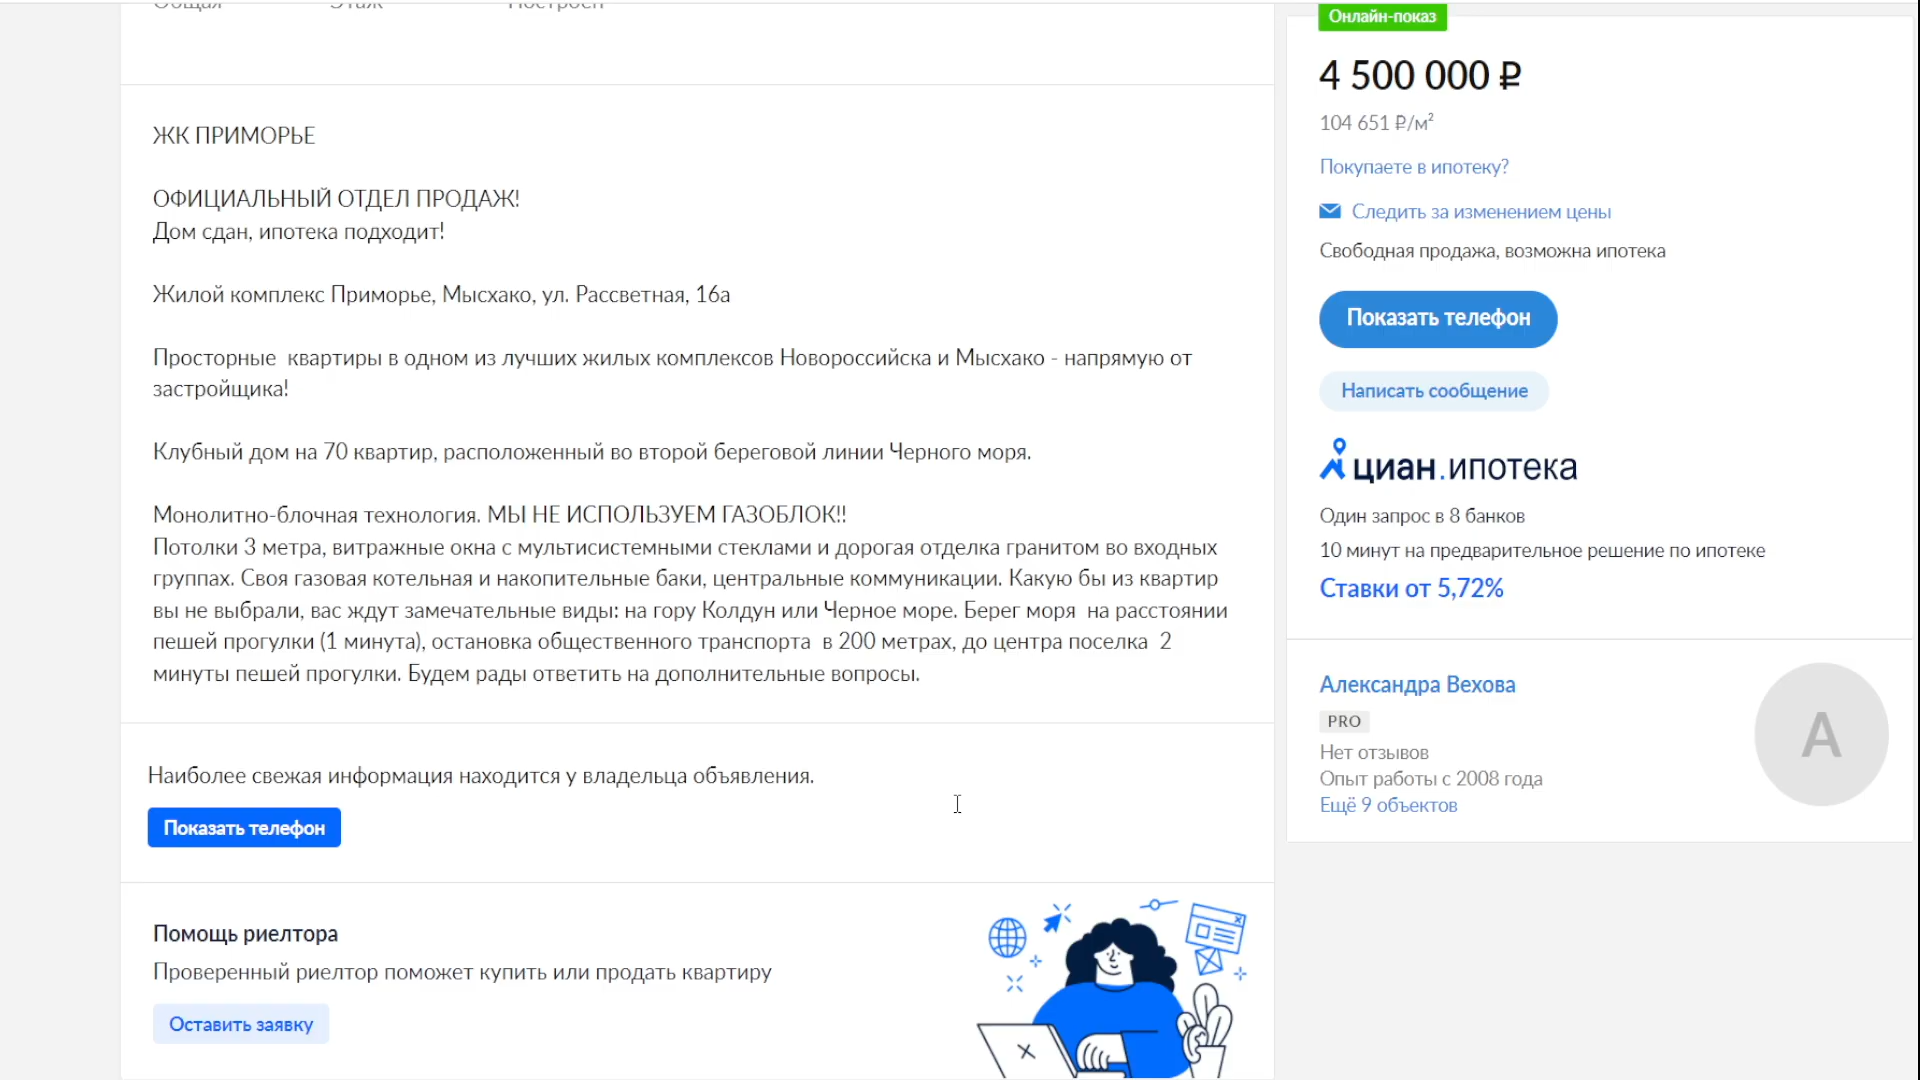 ЖК ПРИМОРЬЕ
ОФИЦИАЛЬНЫЙ ОТДЕЛ ПРОДАЖ!
Дом сдан, ипотека подходит!
Жилой комплекс Приморье, Мысхако, ул. Рассветная, 16а
Просторные  квартиры в одном из лучших жилых комплексов Новороссийска и Мысхако - напрямую от
застройщика!
Клубный дом на 70 квартир, расположенный во второй береговой линии Черного моря.
Монолитно-блочная технология. МЫ НЕ ИСПОЛЬЗУЕМ ГАЗОБЛОК!!
Потолки 3 метра, витражные окна с мультисистемными стеклами и дорогая отделка гранитом во входных
группах. Своя газовая котельная и накопительные баки, центральные коммуникации. Какую бы из квартир
вы не выбрали, вас ждут замечательные виды: на гору Колдун или Черное море. Берег моря  на расстоянии
пешей прогулки (1 минута), остановка общественного транспорта  в 200 метрах, до центра поселка  2
минуты пешей прогулки. Будем рады ответить на дополнительные вопросы.
Наиболее свежая информация находится у владельца объявления.
Показать телефон
Помощь риелтора
Проверенный риелтор поможет купить или продать квартиру
Оставить заявку
Онлайн-показ
4 500 000 ₽
104 651 ₽/м²
Покупаете в ипотеку?
Следить за изменением цены
Свободная продажа, возможна ипотека
Показать телефон
Написать сообщение
циан.ипотека
Один запрос в 8 банков
10 минут на предварительное решение по ипотеке
Ставки от 5,72%
Александра Вехова
PRO
Нет отзывов
Опыт работы с 2008 года
Ещё 9 объектов
А